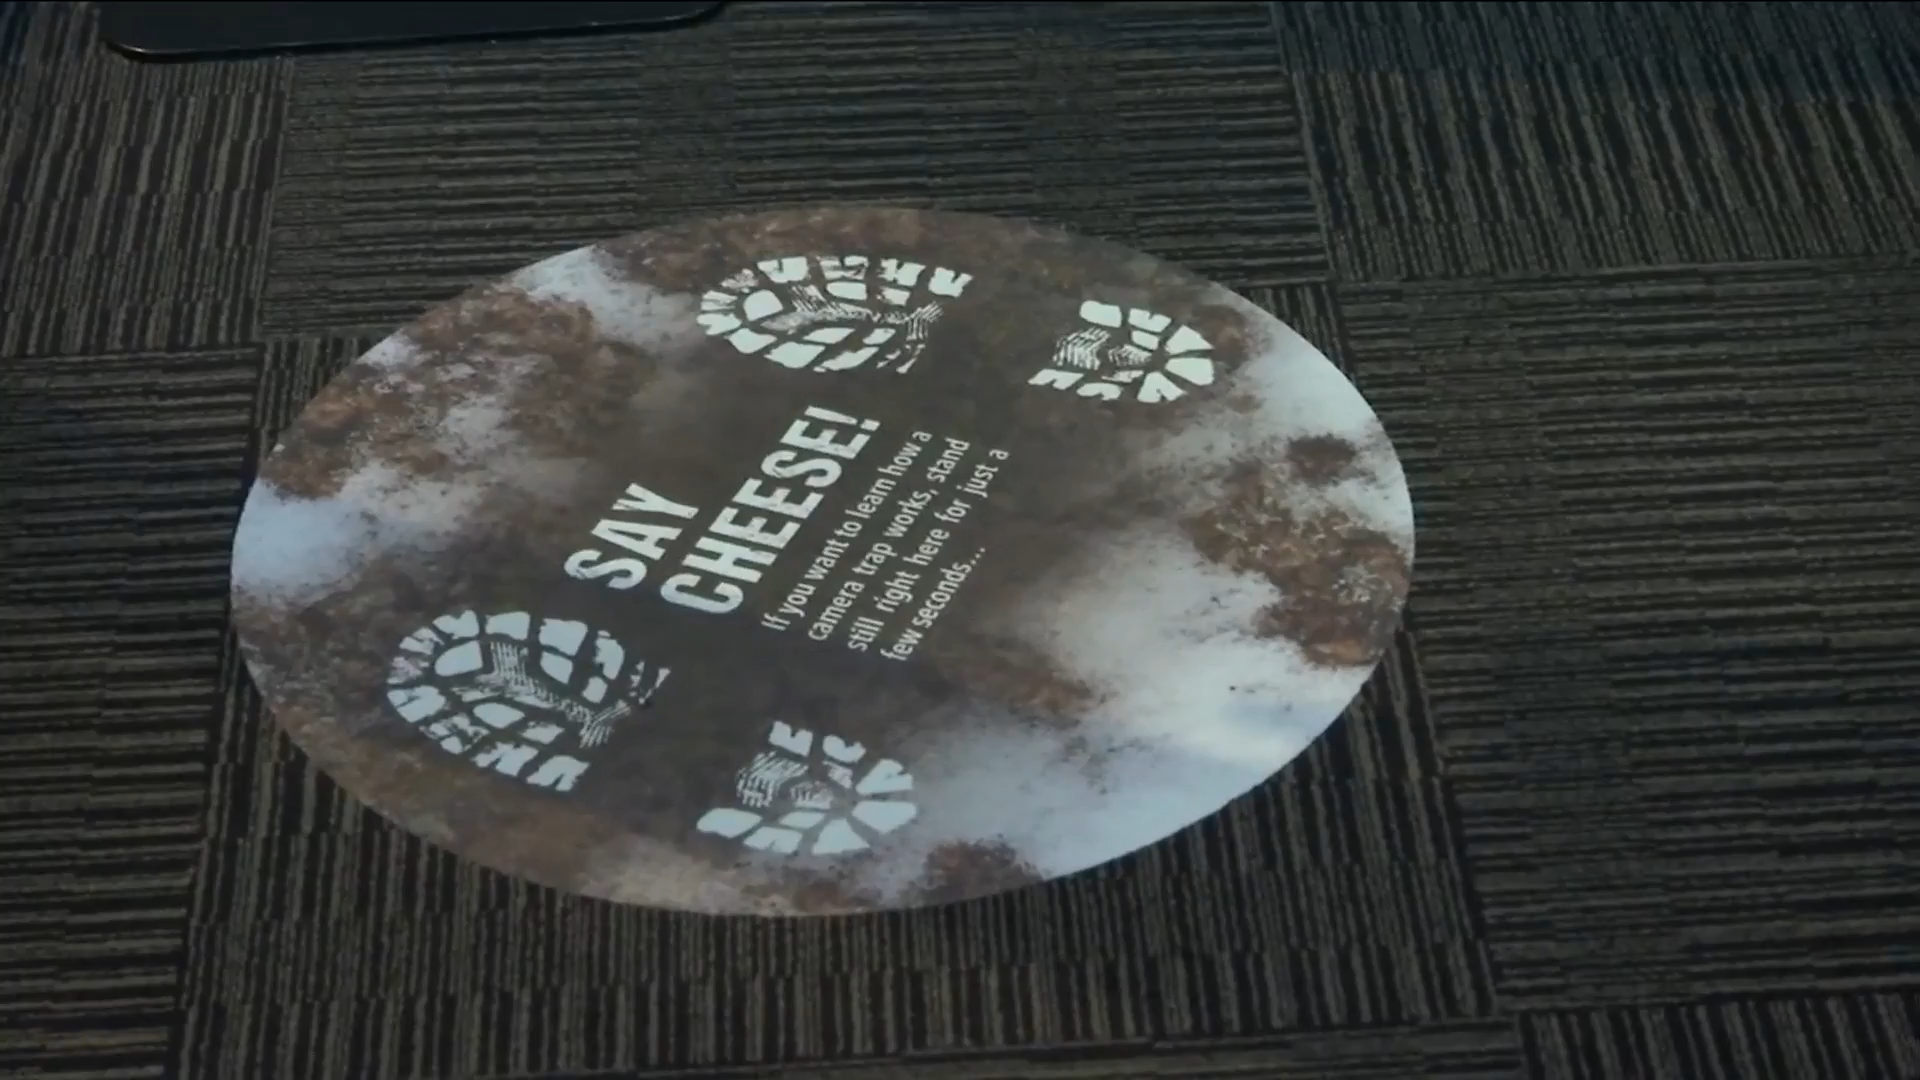 SAY
CHEESE!
If you want to learn how a
camera trap works, stand
still right here for just a
few seconds...